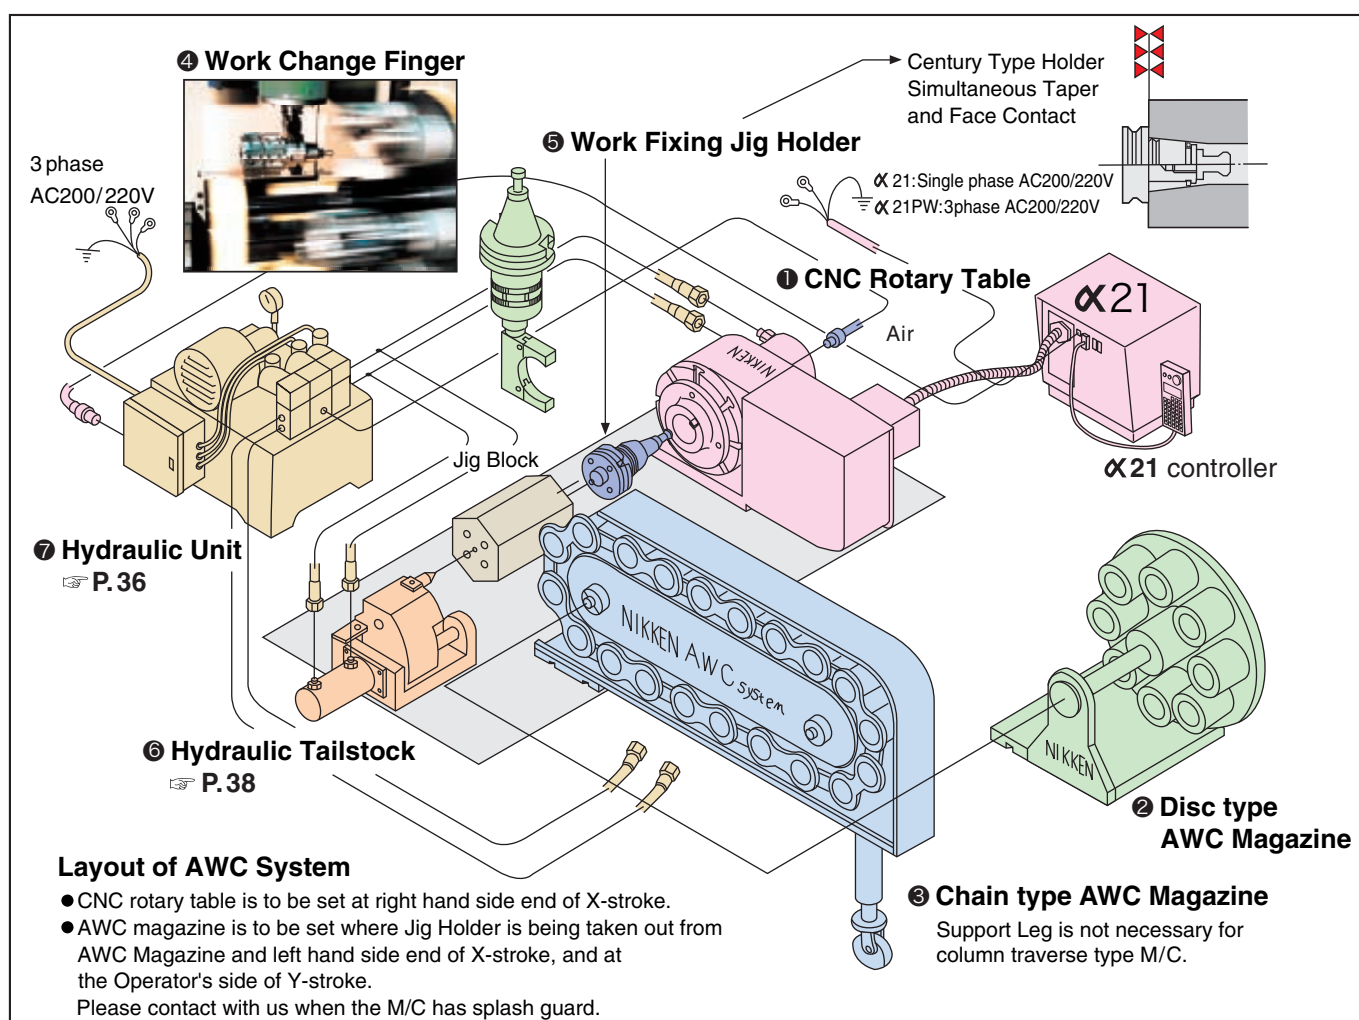 ❹ Work Change Finger
Century Type Holder
Simultaneous Taper
and Face Contact
❺ Work Fixing Jig Holder
3 phase
AC200/220V
α 21:Single phase AC200/220V
α 21PW:3phase AC200/220V
❶ CNC Rotary Table
α21
Air
NIKKEN
Jig Block
α 21 controller
❼ Hydraulic Unit
☞ P. 36
NIKKEN AWC system
NIKKEN
❻ Hydraulic Tailstock
☞ P. 38
❷ Disc type
AWC Magazine
Layout of AWC System
● CNC rotary table is to be set at right hand side end of X-stroke.
● AWC magazine is to be set where Jig Holder is being taken out from
AWC Magazine and left hand side end of X-stroke, and at
the Operator's side of Y-stroke.
Please contact with us when the M/C has splash guard.
❸ Chain type AWC Magazine
Support Leg is not necessary for
column traverse type M/C.